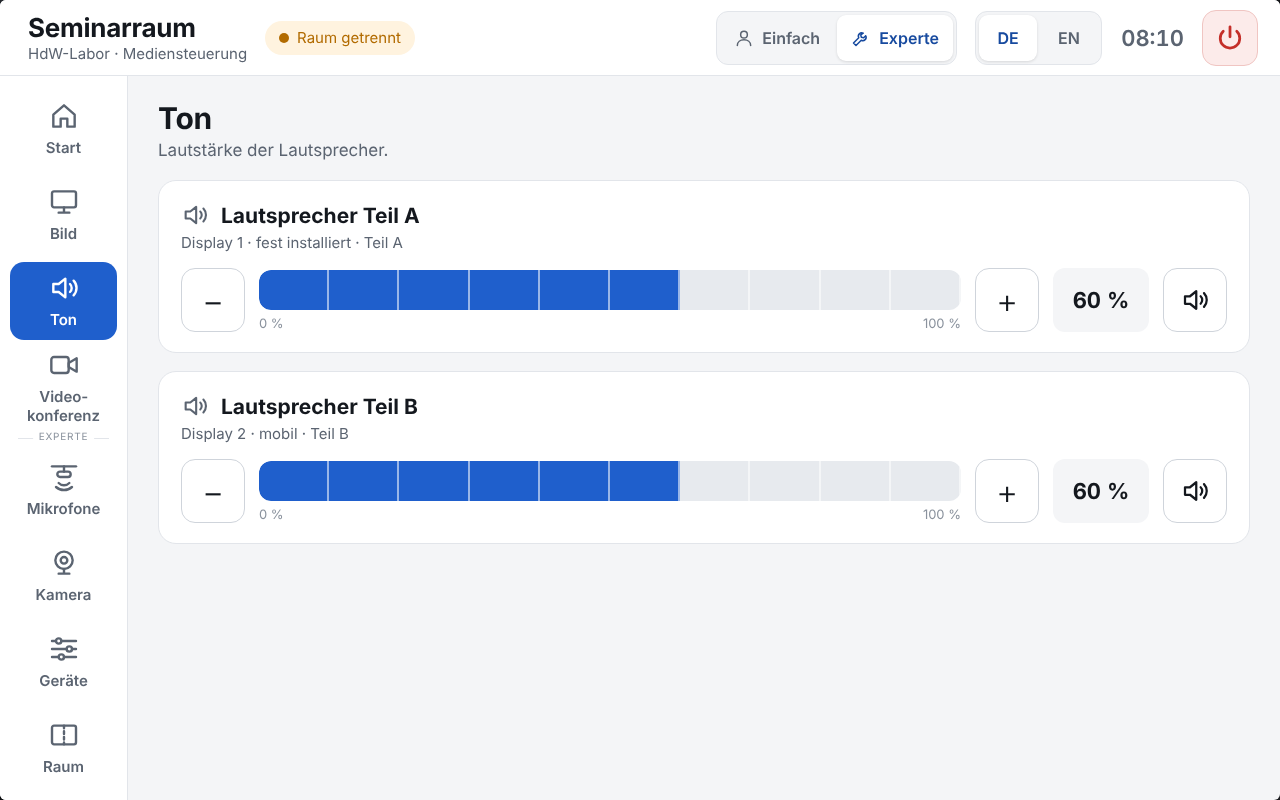 Seminarraum
HdW-Labor · Mediensteuerung
Raum getrennt
Einfach
Experte
DE
EN
08:10
Start
Bild
Ton
Video-
konferenz
EXPERTE
Mikrofone
Kamera
Geräte
Raum
Ton
Lautstärke der Lautsprecher.
Lautsprecher Teil A
Display 1 · fest installiert · Teil A
−
+
60 %
0 %
100 %
Lautsprecher Teil B
Display 2 · mobil · Teil B
−
+
60 %
0 %
100 %